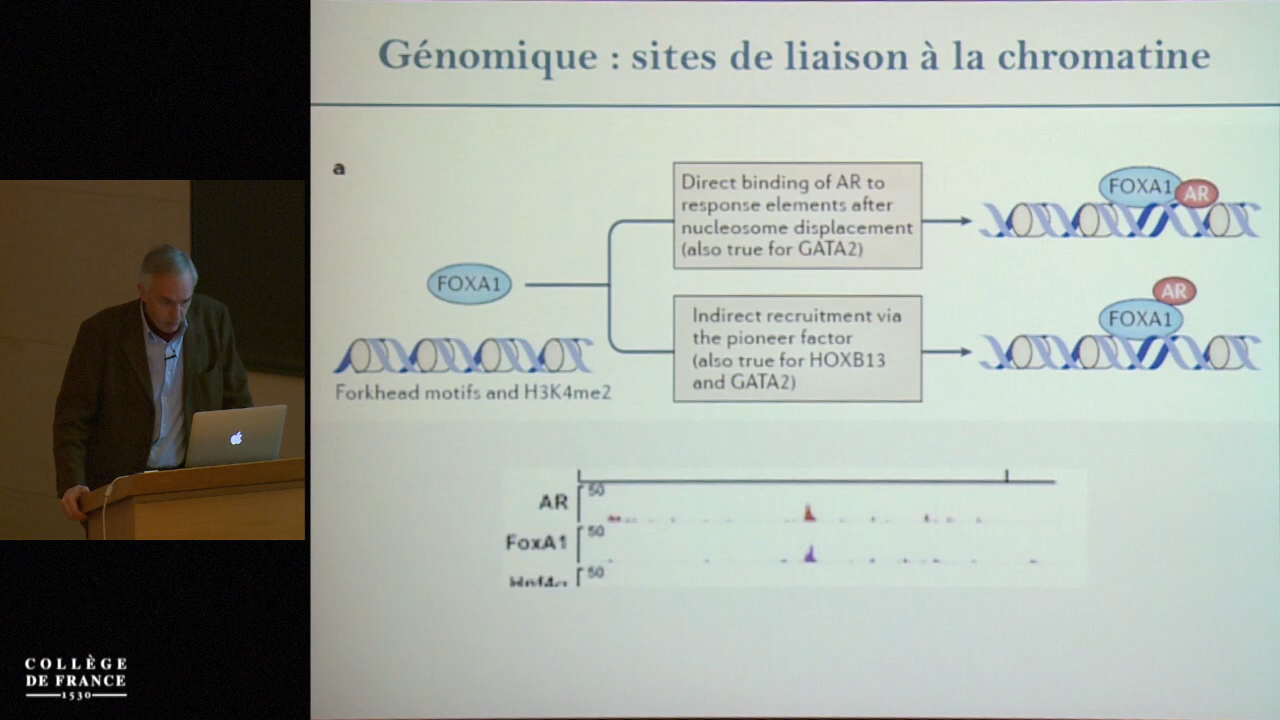 Génomique : sites de liaison à la chromatine
a
FOXA1
Forkhead motifs and H3K4me2
Direct binding of AR to
response elements after
nucleosome displacement
(also true for GATA2)
FOXA1
AR
Indirect recruitment via
the pioneer factor
(also true for HOXB13
and GATA2)
AR
FOXA1
AR
50
FoxA1
50
50
COLLÈGE
DE FRANCE
1530